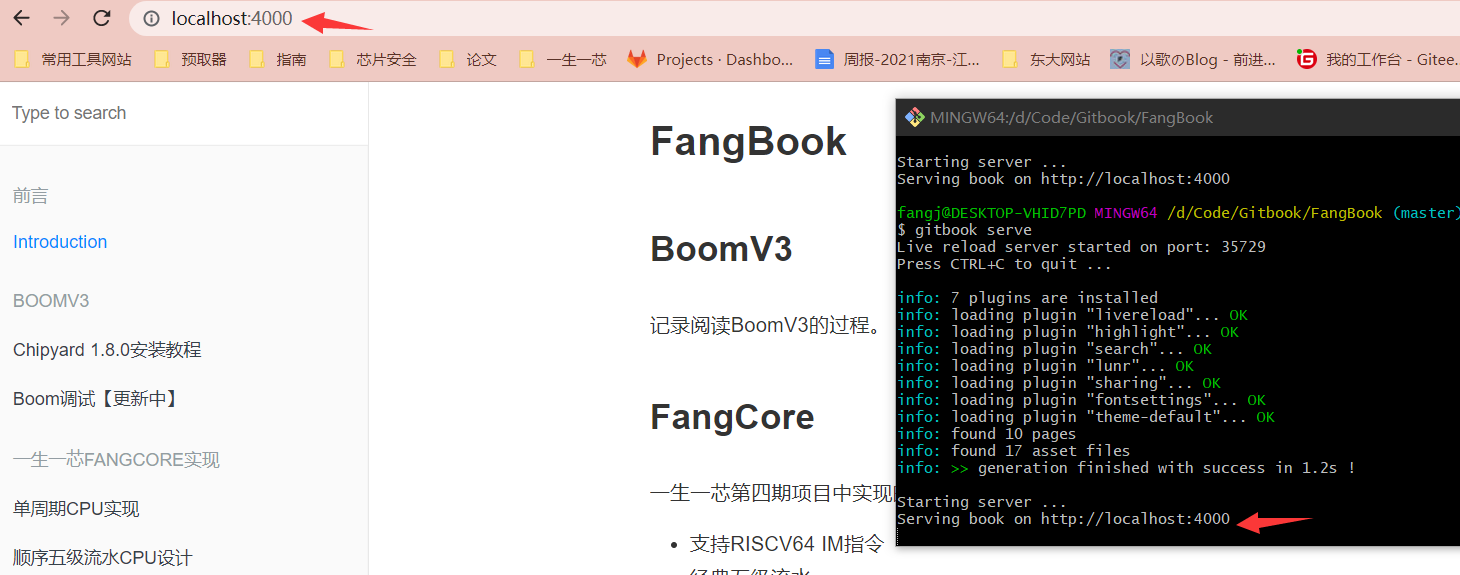 localhost:4000
常用工具网站 预取器 指南 芯片安全 论文 一生一芯 Projects · Dashbo... 周报-2021南京-江... 东大网站 以歌のBlog - 前进... 我的工作台 - Gitee.
Type to search
前言
Introduction
BOOMV3
Chipyard 1.8.0安装教程
Boom调试【更新中】
一生一芯FANGCORE实现
单周期CPU实现
顺序五级流水CPU设计
FangBook
BoomV3
记录阅读BoomV3的过程。
FangCore
一生一芯第四期项目中实现
• 支持RISCV64 IM指令
经典五级流水
MINGW64:/d/Code/Gitbook/FangBook
Starting server ...
Serving book on http://localhost:4000
fangj@DESKTOP-VHID7PD MINGW64 /d/Code/Gitbook/FangBook (master)
$ gitbook serve
Live reload server started on port: 35729
Press CTRL+C to quit ...
info: 7 plugins are installed
info: loading plugin "livereload"... OK
info: loading plugin "highlight"... OK
info: loading plugin "search"... OK
info: loading plugin "lunr"... OK
info: loading plugin "sharing"... OK
info: loading plugin "fontsettings"... OK
info: loading plugin "theme-default"... OK
info: found 10 pages
info: found 17 asset files
info: >> generation finished with success in 1.2s !
Starting server ...
Serving book on http://localhost:4000